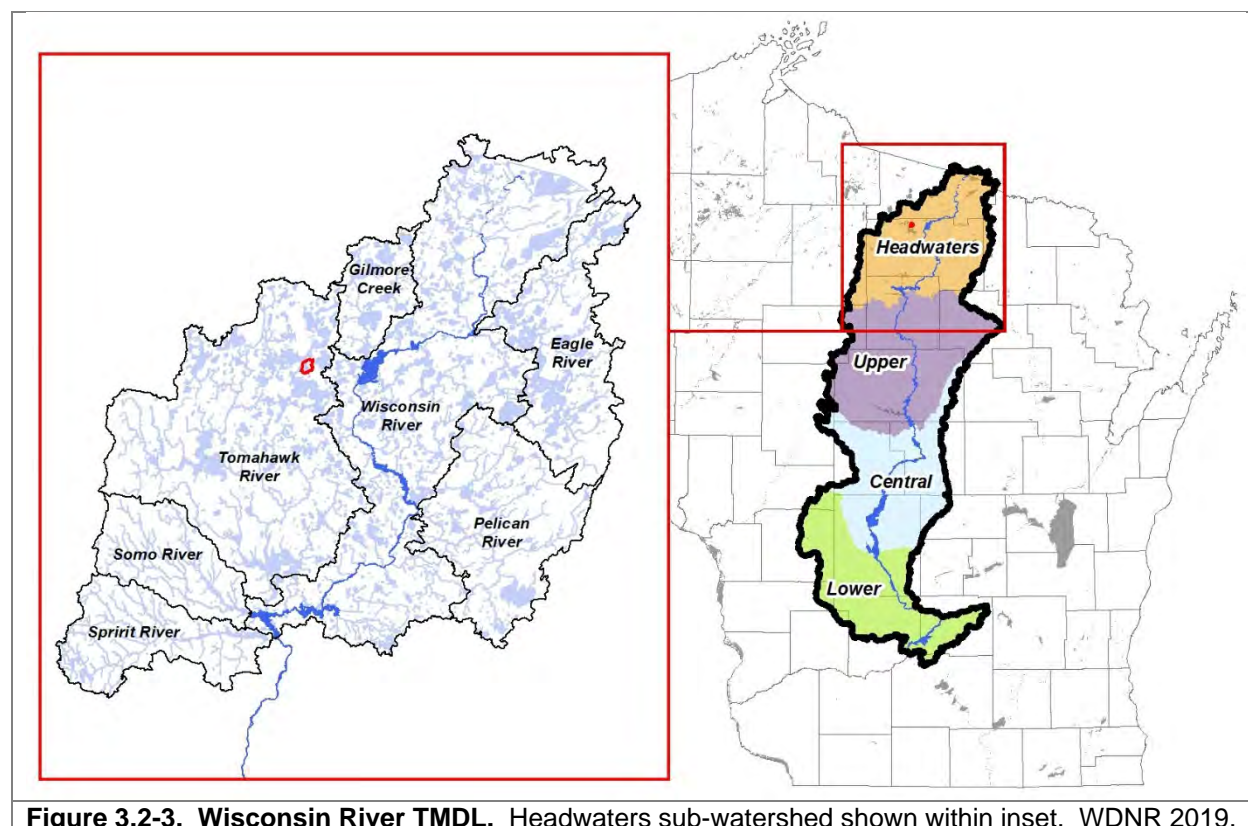 Gilmore
Creek
Eagle
River
Wisconsin
River
Tomahawk
River
Pelican
River
Somo River
Spririt River
Headwaters
Upper
Central
Lower
Figure 3.2-3. Wisconsin River TMDL. Headwaters sub-watershed shown within inset. WDNR 2019.